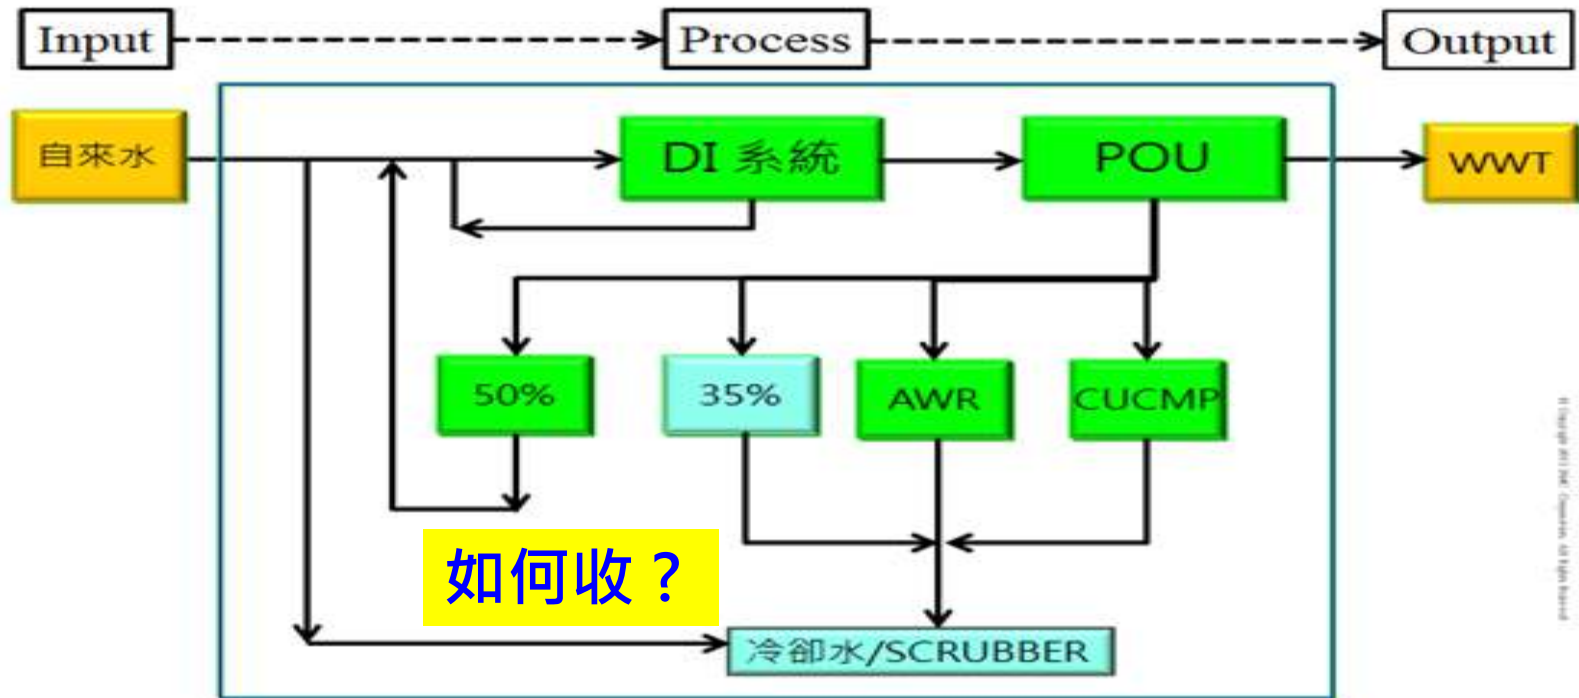 Input
Process
Output
自來水
DI 系統
POU
WWT
50%
35%
AWR
CUCMP
如何收？
冷卻水/SCRUBBER